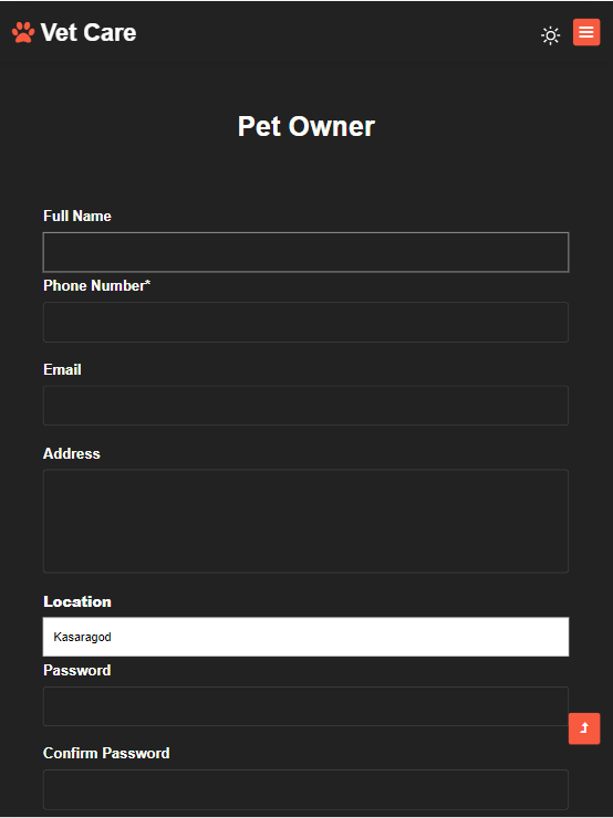 Vet Care
Pet Owner
Full Name
Phone Number*
Email
Address
Location
Kasaragod
Password
Confirm Password